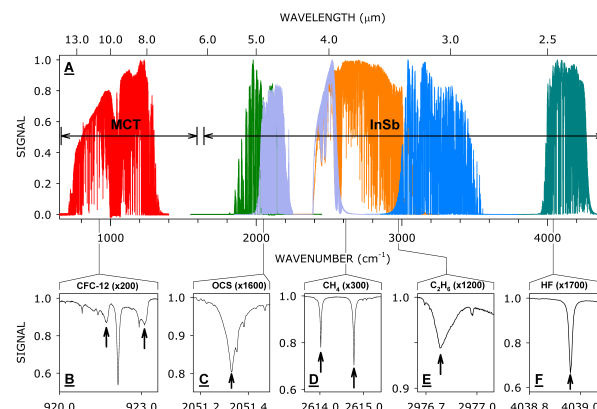 WAVELENGTH (μm)
13.0 10.0 8.0 6.0 5.0 4.0 3.0 2.5
A
1.0
0.8
0.6
0.4
0.2
0.0
SIGNAL
MCT
InSb
1000 2000 3000 4000
WAVENUMBER (cm⁻¹)
CFC-12 (x200)
OCS (x1600)
CH₄ (x300)
C₂H₆ (x1200)
HF (x1700)
SIGNAL
1.0
0.8
0.6
B
920.0 923.0
1.0
0.8
C
2051.2 2051.4
1.0
0.8
0.6
D
2614.0 2615.0
1.0
0.9
E
2976.7 2977.0
1.0
0.8
0.6
F
4038.8 4039.0